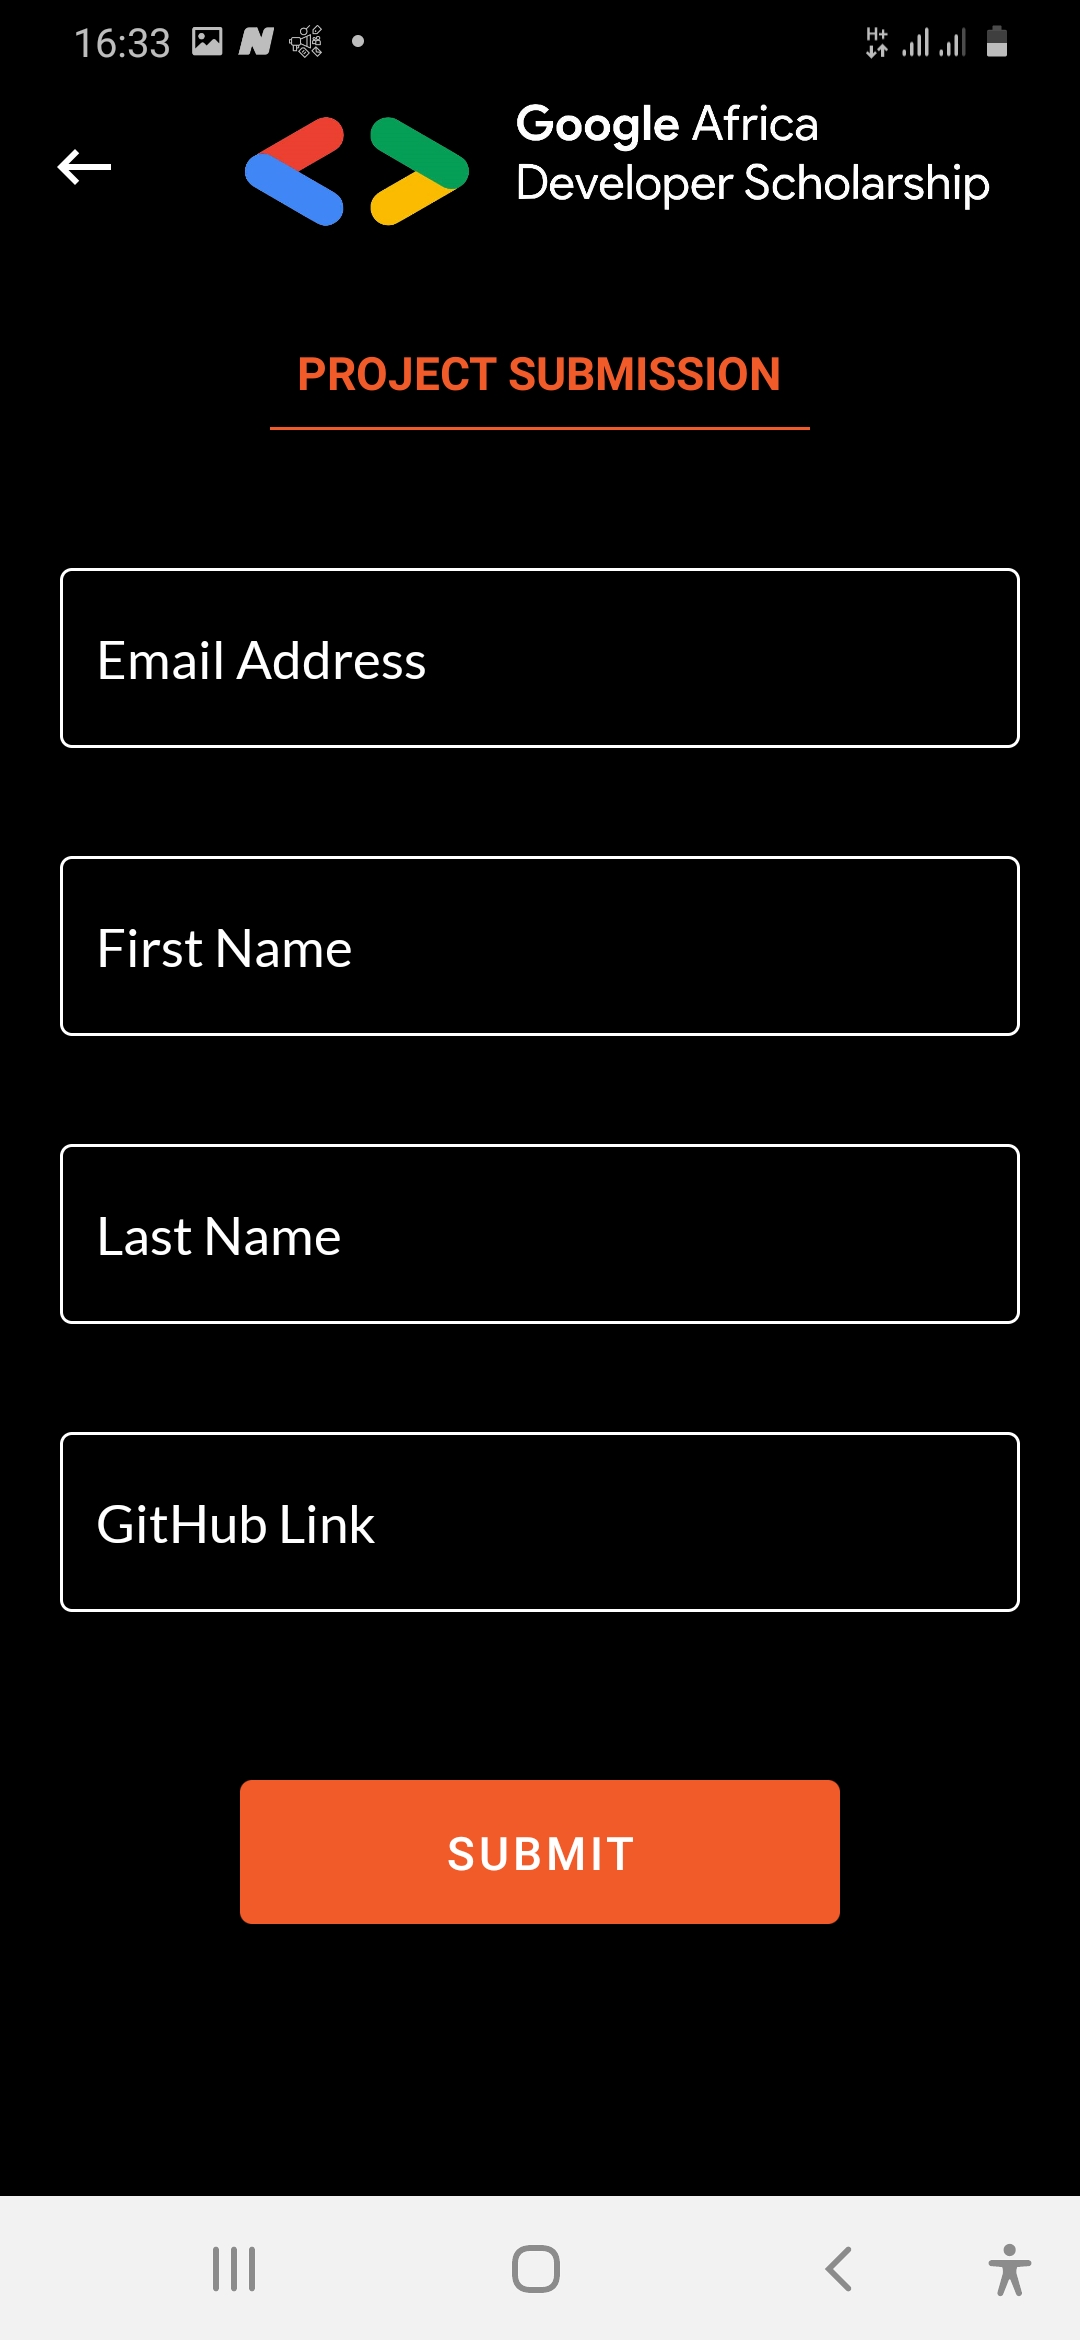 16:33
H+
Google Africa
Developer Scholarship
PROJECT SUBMISSION
Email Address
First Name
Last Name
GitHub Link
SUBMIT